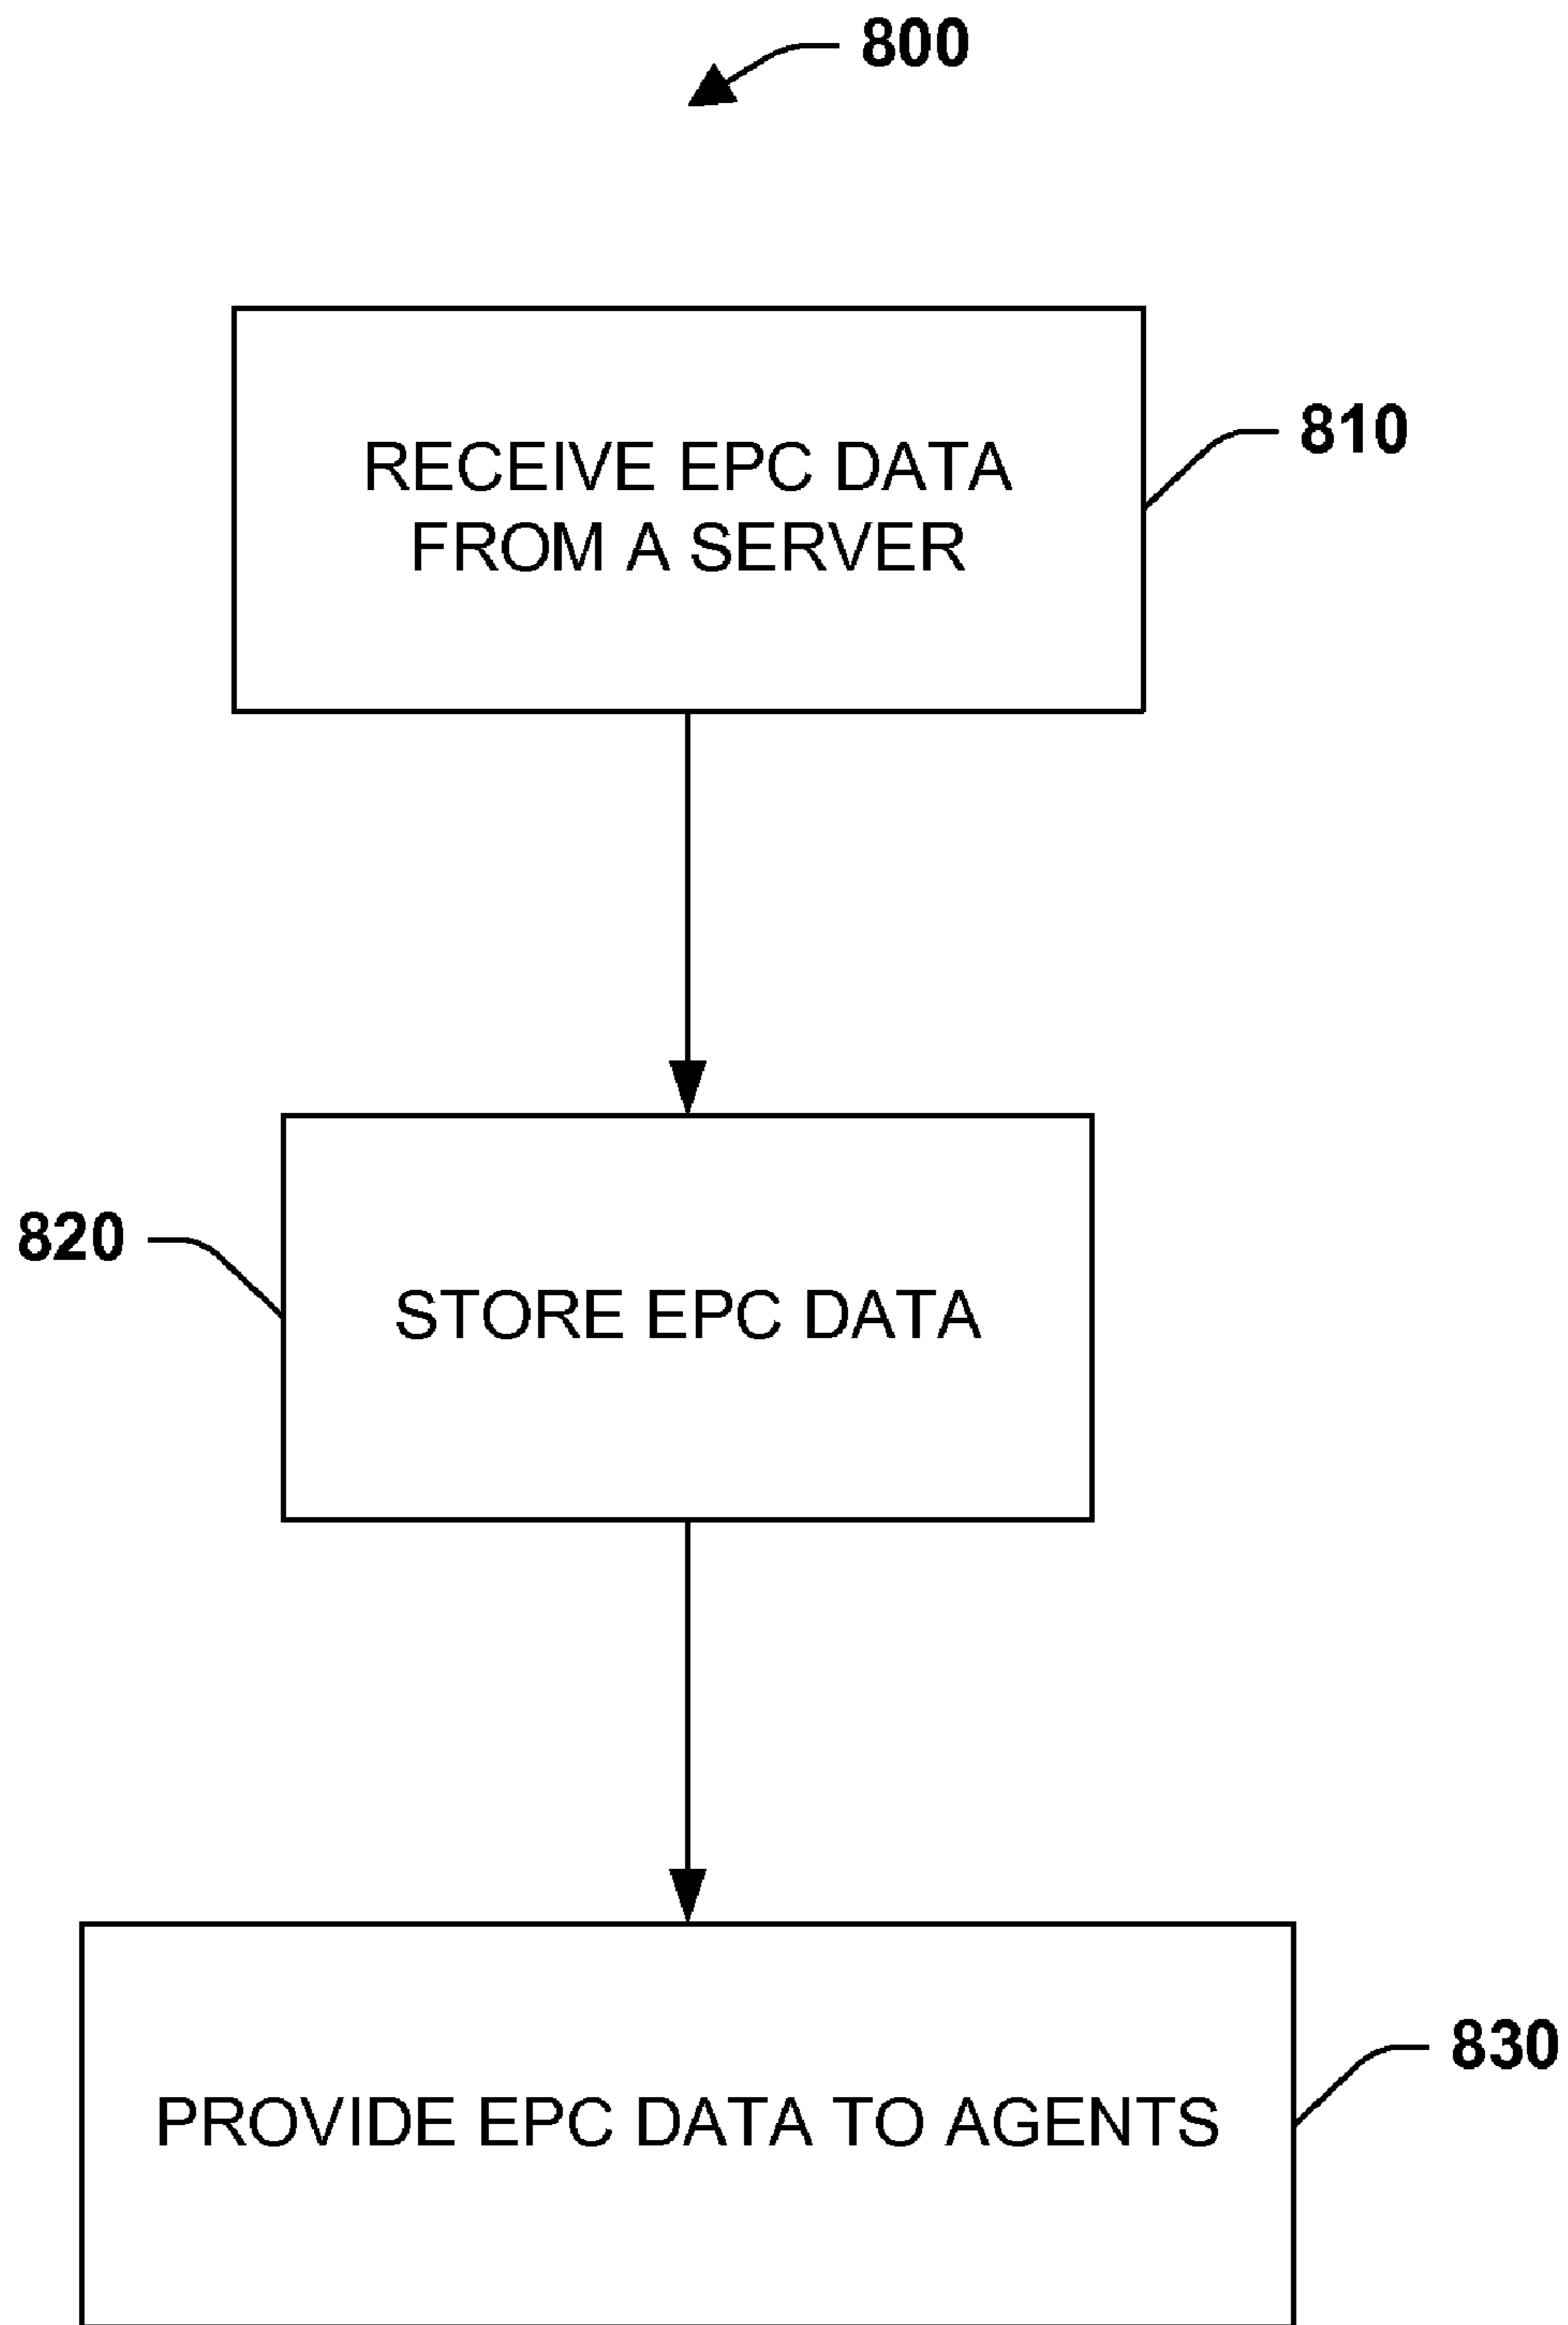 800
RECEIVE EPC DATA
FROM A SERVER
810
820
STORE EPC DATA
830
PROVIDE EPC DATA TO AGENTS